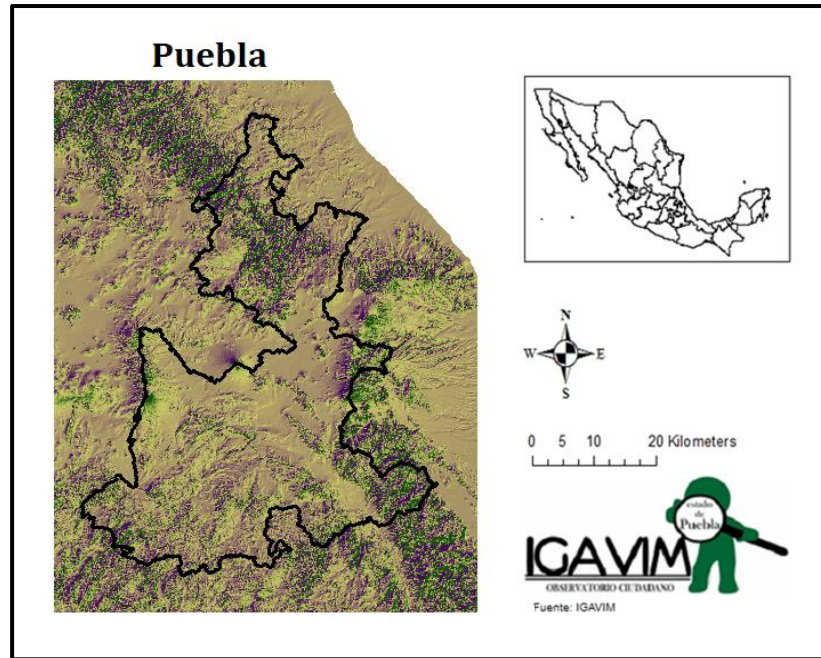 Puebla
N
W E
S
0 5 10 20 Kilometers
estado
de
Puebla
IGAVIM
OBSERVATORIO CIUDADANO
Fuente: IGAVIM